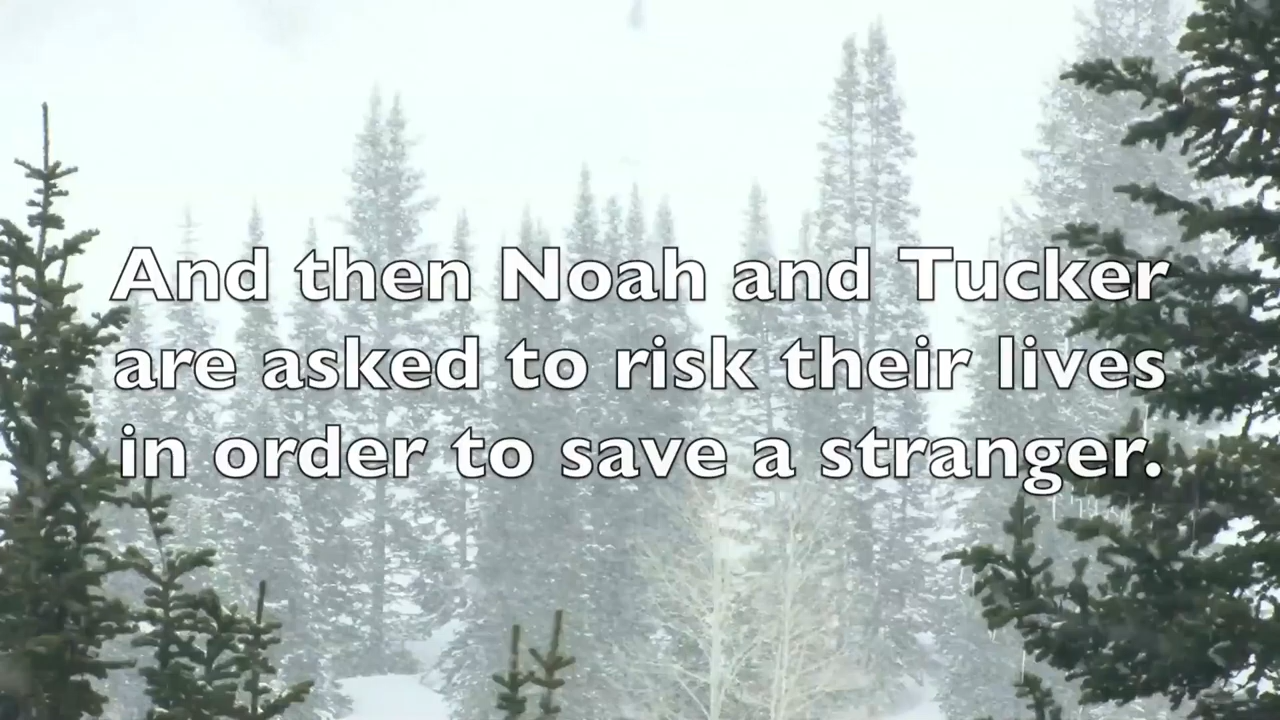 And then Noah and Tucker
are asked to risk their lives
in order to save a stranger.